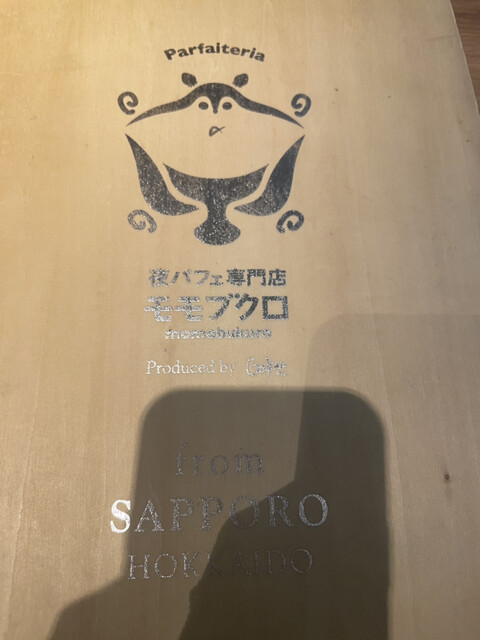 Parfaiteria
夜パフェ専門店
モモブクロ
momobukuro
Produced by
from
SAPPORO
HOKKAIDO